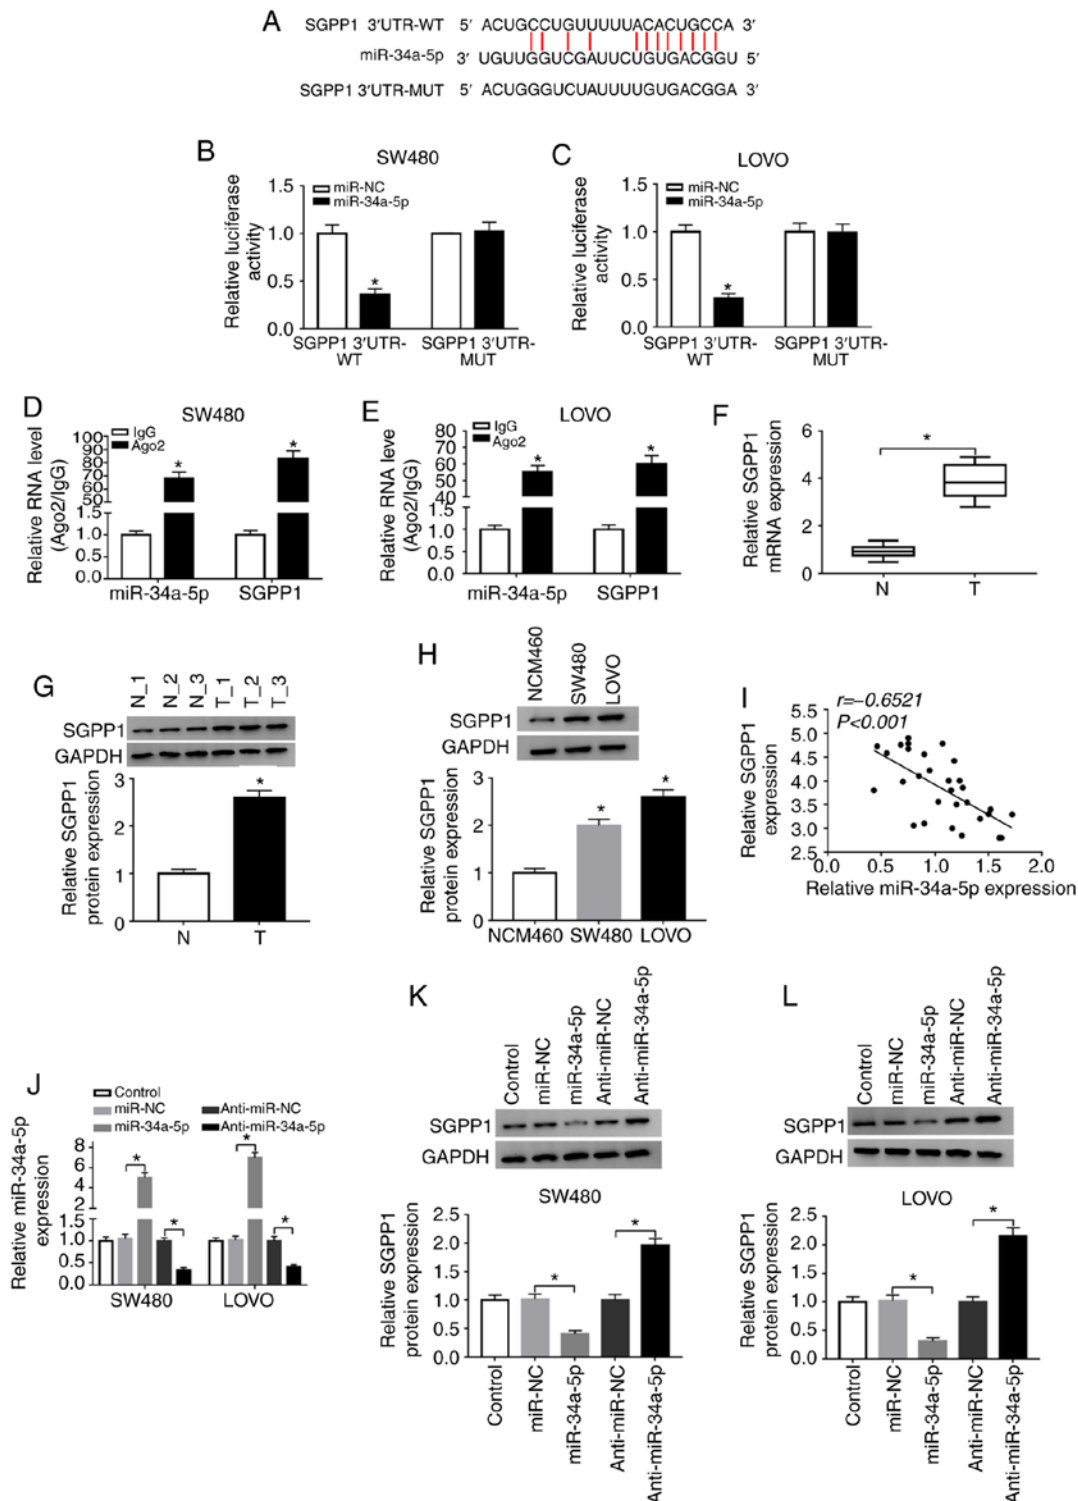 A
SGPP1 3′UTR-WT 5′ ACUGCCUGUUUUUACACUGCCA 3′
miR-34a-5p 3′ UGUUGGUCGAUUCUGUGACGGU 5′
SGPP1 3′UTR-MUT 5′ ACUGGGUCUAUUUUGUGACGGA 3′
B
SW480
miR-NC
miR-34a-5p
Relative luciferase
activity
1.5
1.0
0.5
0.0
*
SGPP1 3′UTR-
WT
SGPP1 3′UTR-
MUT
C
LOVO
miR-NC
miR-34a-5p
Relative luciferase
activity
1.5
1.0
0.5
0.0
*
SGPP1 3′UTR-
WT
SGPP1 3′UTR-
MUT
D
SW480
IgG
Ago2
Relative RNA level
(Ago2/IgG)
100
90
80
70
60
50
1.5
1.0
0.5
0.0
*
*
miR-34a-5p
SGPP1
E
LOVO
IgG
Ago2
Relative RNA leve
(Ago2/IgG)
80
70
60
50
40
1.5
1.0
0.5
0.0
*
*
miR-34a-5p
SGPP1
F
Relative SGPP1
mRNA expression
6
4
2
0
*
N
T
G
N_1
N_2
N_3
T_1
T_2
T_3
SGPP1
GAPDH
Relative SGPP1
protein expression
3
2
1
0
*
N
T
H
NCM460
SW480
LOVO
SGPP1
GAPDH
Relative SGPP1
protein expression
3
2
1
0
*
*
NCM460 SW480 LOVO
I
r=−0.6521
P<0.001
Relative SGPP1
expression
5.5
5.0
4.5
4.0
3.5
3.0
2.5
0.0 0.5 1.0 1.5 2.0
Relative miR-34a-5p expression
J
Control
miR-NC
miR-34a-5p
Anti-miR-NC
Anti-miR-34a-5p
Relative miR-34a-5p
expression
8
6
4
2
1.5
1.0
0.5
0.0
*
*
*
*
SW480
LOVO
K
Control
miR-NC
miR-34a-5p
Anti-miR-NC
Anti-miR-34a-5p
SGPP1
GAPDH
SW480
Relative SGPP1
protein expression
2.5
2.0
1.5
1.0
0.5
0.0
*
*
Control
miR-NC
miR-34a-5p
Anti-miR-NC
Anti-miR-34a-5p
L
Control
miR-NC
miR-34a-5p
Anti-miR-NC
Anti-miR-34a-5p
SGPP1
GAPDH
LOVO
Relative SGPP1
protein expression
2.5
2.0
1.5
1.0
0.5
0.0
*
*
Control
miR-NC
miR-34a-5p
Anti-miR-NC
Anti-miR-34a-5p